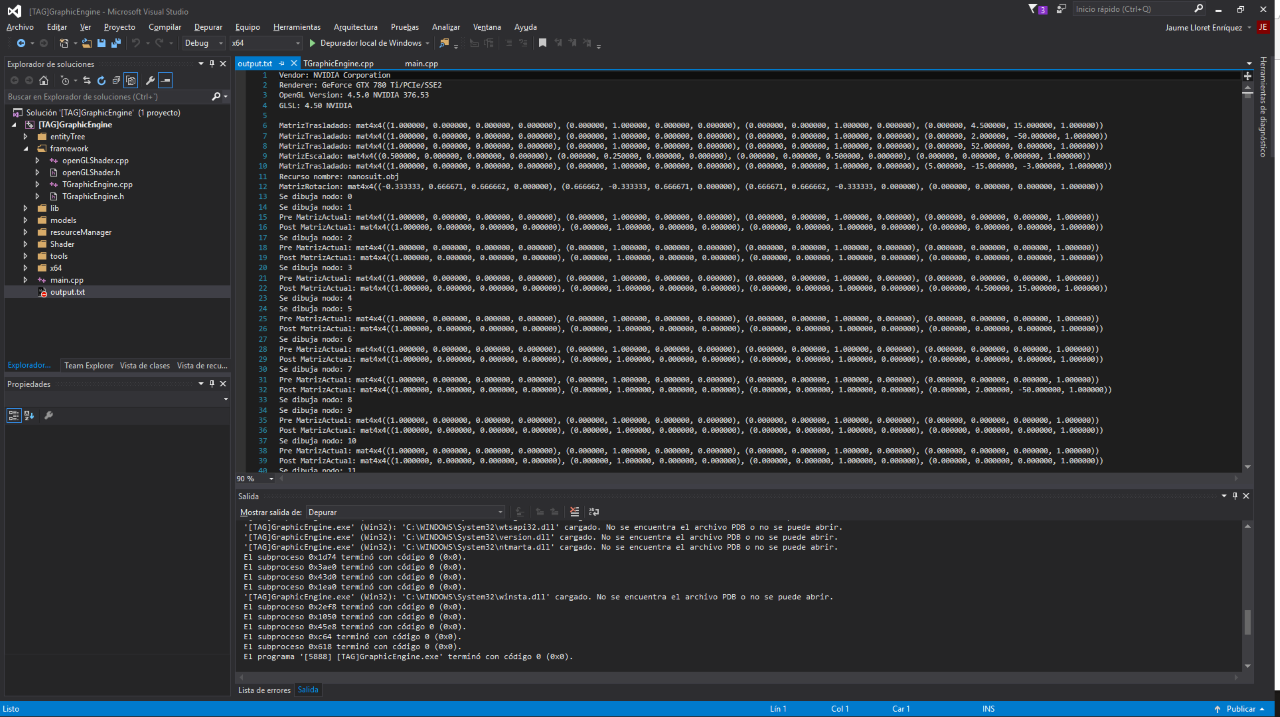 [TAG]GraphicEngine - Microsoft Visual Studio
3
Inicio rápido (Ctrl+Q)
Archivo Editar Ver Proyecto Compilar Depurar Equipo Herramientas Arquitectura Pruebas Analizar Ventana Ayuda
Jaume Lloret Enríquez JE
Debug x64 Depurador local de Windows
Explorador de soluciones
Buscar en Explorador de soluciones (Ctrl+')
Solución '[TAG]GraphicEngine' (1 proyecto)
[TAG]GraphicEngine
entityTree
framework
openGLShader.cpp
openGLShader.h
TGraphicEngine.cpp
TGraphicEngine.h
lib
models
resourceManager
Shader
tools
x64
main.cpp
output.txt
Explorador... Team Explorer Vista de clases Vista de recu...
Propiedades
output.txt TGraphicEngine.cpp main.cpp
1 Vendor: NVIDIA Corporation
2 Renderer: GeForce GTX 780 Ti/PCIe/SSE2
3 OpenGL Version: 4.5.0 NVIDIA 376.53
4 GLSL: 4.50 NVIDIA
5
6 MatrizTrasladado: mat4x4((1.000000, 0.000000, 0.000000, 0.000000), (0.000000, 1.000000, 0.000000, 0.000000), (0.000000, 0.000000, 1.000000, 0.000000), (0.000000, 4.500000, 15.000000, 1.000000))
7 MatrizTrasladado: mat4x4((1.000000, 0.000000, 0.000000, 0.000000), (0.000000, 1.000000, 0.000000, 0.000000), (0.000000, 0.000000, 1.000000, 0.000000), (0.000000, 2.000000, -50.000000, 1.000000))
8 MatrizTrasladado: mat4x4((1.000000, 0.000000, 0.000000, 0.000000), (0.000000, 1.000000, 0.000000, 0.000000), (0.000000, 0.000000, 1.000000, 0.000000), (0.000000, 0.000000, 52.000000, 1.000000))
9 MatrizEscalado: mat4x4((0.500000, 0.000000, 0.000000, 0.000000), (0.000000, 0.250000, 0.000000, 0.000000), (0.000000, 0.000000, 0.500000, 0.000000), (0.000000, 0.000000, 0.000000, 1.000000))
10 MatrizTrasladado: mat4x4((1.000000, 0.000000, 0.000000, 0.000000), (0.000000, 1.000000, 0.000000, 0.000000), (0.000000, 0.000000, 1.000000, 0.000000), (5.000000, -15.000000, -3.000000, 1.000000))
11 Recurso nombre: nanosuit.obj
12 MatrizRotacion: mat4x4((-0.333333, 0.666671, 0.666662, 0.000000), (0.666662, -0.333333, 0.666671, 0.000000), (0.666671, 0.666662, -0.333333, 0.000000), (0.000000, 0.000000, 0.000000, 1.000000))
13 Se dibuja nodo: 0
14 Se dibuja nodo: 1
15 Pre MatrizActual: mat4x4((1.000000, 0.000000, 0.000000, 0.000000), (0.000000, 1.000000, 0.000000, 0.000000), (0.000000, 0.000000, 1.000000, 0.000000), (0.000000, 0.000000, 0.000000, 1.000000))
16 Post MatrizActual: mat4x4((1.000000, 0.000000, 0.000000, 0.000000), (0.000000, 1.000000, 0.000000, 0.000000), (0.000000, 0.000000, 1.000000, 0.000000), (0.000000, 0.000000, 0.000000, 1.000000))
17 Se dibuja nodo: 2
18 Pre MatrizActual: mat4x4((1.000000, 0.000000, 0.000000, 0.000000), (0.000000, 1.000000, 0.000000, 0.000000), (0.000000, 0.000000, 1.000000, 0.000000), (0.000000, 0.000000, 0.000000, 1.000000))
19 Post MatrizActual: mat4x4((1.000000, 0.000000, 0.000000, 0.000000), (0.000000, 1.000000, 0.000000, 0.000000), (0.000000, 0.000000, 1.000000, 0.000000), (0.000000, 0.000000, 0.000000, 1.000000))
20 Se dibuja nodo: 3
21 Pre MatrizActual: mat4x4((1.000000, 0.000000, 0.000000, 0.000000), (0.000000, 1.000000, 0.000000, 0.000000), (0.000000, 0.000000, 1.000000, 0.000000), (0.000000, 0.000000, 0.000000, 1.000000))
22 Post MatrizActual: mat4x4((1.000000, 0.000000, 0.000000, 0.000000), (0.000000, 1.000000, 0.000000, 0.000000), (0.000000, 0.000000, 1.000000, 0.000000), (0.000000, 4.500000, 15.000000, 1.000000))
23 Se dibuja nodo: 4
24 Se dibuja nodo: 5
25 Pre MatrizActual: mat4x4((1.000000, 0.000000, 0.000000, 0.000000), (0.000000, 1.000000, 0.000000, 0.000000), (0.000000, 0.000000, 1.000000, 0.000000), (0.000000, 0.000000, 0.000000, 1.000000))
26 Post MatrizActual: mat4x4((1.000000, 0.000000, 0.000000, 0.000000), (0.000000, 1.000000, 0.000000, 0.000000), (0.000000, 0.000000, 1.000000, 0.000000), (0.000000, 0.000000, 0.000000, 1.000000))
27 Se dibuja nodo: 6
28 Pre MatrizActual: mat4x4((1.000000, 0.000000, 0.000000, 0.000000), (0.000000, 1.000000, 0.000000, 0.000000), (0.000000, 0.000000, 1.000000, 0.000000), (0.000000, 0.000000, 0.000000, 1.000000))
29 Post MatrizActual: mat4x4((1.000000, 0.000000, 0.000000, 0.000000), (0.000000, 1.000000, 0.000000, 0.000000), (0.000000, 0.000000, 1.000000, 0.000000), (0.000000, 0.000000, 0.000000, 1.000000))
30 Se dibuja nodo: 7
31 Pre MatrizActual: mat4x4((1.000000, 0.000000, 0.000000, 0.000000), (0.000000, 1.000000, 0.000000, 0.000000), (0.000000, 0.000000, 1.000000, 0.000000), (0.000000, 0.000000, 0.000000, 1.000000))
32 Post MatrizActual: mat4x4((1.000000, 0.000000, 0.000000, 0.000000), (0.000000, 1.000000, 0.000000, 0.000000), (0.000000, 0.000000, 1.000000, 0.000000), (0.000000, 2.000000, -50.000000, 1.000000))
33 Se dibuja nodo: 8
34 Se dibuja nodo: 9
35 Pre MatrizActual: mat4x4((1.000000, 0.000000, 0.000000, 0.000000), (0.000000, 1.000000, 0.000000, 0.000000), (0.000000, 0.000000, 1.000000, 0.000000), (0.000000, 0.000000, 0.000000, 1.000000))
36 Post MatrizActual: mat4x4((1.000000, 0.000000, 0.000000, 0.000000), (0.000000, 1.000000, 0.000000, 0.000000), (0.000000, 0.000000, 1.000000, 0.000000), (0.000000, 0.000000, 0.000000, 1.000000))
37 Se dibuja nodo: 10
38 Pre MatrizActual: mat4x4((1.000000, 0.000000, 0.000000, 0.000000), (0.000000, 1.000000, 0.000000, 0.000000), (0.000000, 0.000000, 1.000000, 0.000000), (0.000000, 0.000000, 0.000000, 1.000000))
39 Post MatrizActual: mat4x4((1.000000, 0.000000, 0.000000, 0.000000), (0.000000, 1.000000, 0.000000, 0.000000), (0.000000, 0.000000, 1.000000, 0.000000), (0.000000, 0.000000, 0.000000, 1.000000))
40 Se dibuja nodo: 11
90 %
Herramientas de diagnóstico
Salida
Mostrar salida de: Depurar
'[TAG]GraphicEngine.exe' (Win32): 'C:\WINDOWS\System32\wtsapi32.dll' cargado. No se encuentra el archivo PDB o no se puede abrir.
'[TAG]GraphicEngine.exe' (Win32): 'C:\WINDOWS\System32\version.dll' cargado. No se encuentra el archivo PDB o no se puede abrir.
'[TAG]GraphicEngine.exe' (Win32): 'C:\WINDOWS\System32\ntmarta.dll' cargado. No se encuentra el archivo PDB o no se puede abrir.
El subproceso 0x1d74 terminó con código 0 (0x0).
El subproceso 0x3ae0 terminó con código 0 (0x0).
El subproceso 0x43d0 terminó con código 0 (0x0).
El subproceso 0x1ea0 terminó con código 0 (0x0).
'[TAG]GraphicEngine.exe' (Win32): 'C:\WINDOWS\System32\winsta.dll' cargado. No se encuentra el archivo PDB o no se puede abrir.
El subproceso 0x2ef8 terminó con código 0 (0x0).
El subproceso 0x1050 terminó con código 0 (0x0).
El subproceso 0x45e8 terminó con código 0 (0x0).
El subproceso 0xc64 terminó con código 0 (0x0).
El subproceso 0x618 terminó con código 0 (0x0).
El programa '[5888] [TAG]GraphicEngine.exe' terminó con código 0 (0x0).
Lista de errores Salida
Listo Lín 1 Col 1 Car 1 INS Publicar